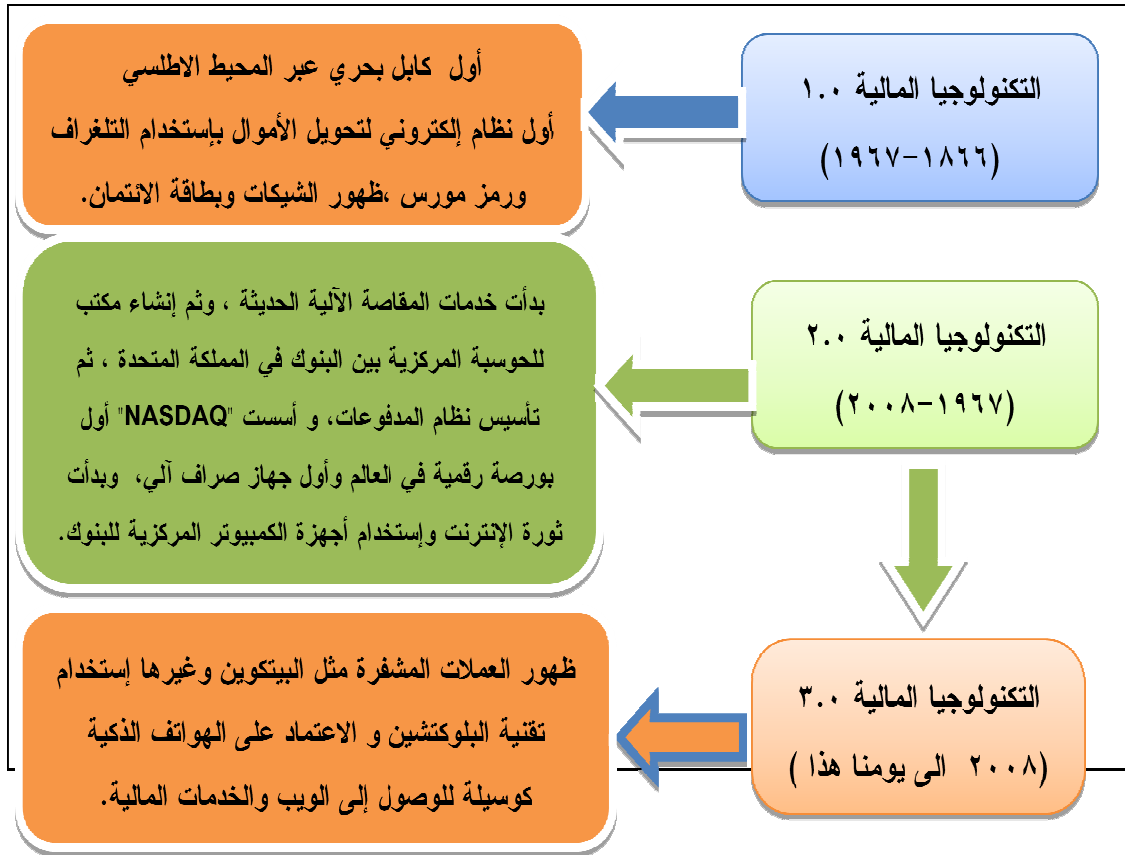 التكنولوجيا المالية ١.٠
(١٨٦٦-١٩٦٧)
أول كابل بحري عبر المحيط الاطلسي
أول نظام إلكتروني لتحويل الأموال بإستخدام التلغراف
ورمز مورس ،ظهور الشيكات وبطاقة الائتمان.
التكنولوجيا المالية ٢.٠
(١٩٦٧-٢٠٠٨)
بدأت خدمات المقاصة الآلية الحديثة ، وثم إنشاء مكتب
للحوسبة المركزية بين البنوك في المملكة المتحدة ، ثم
تأسيس نظام المدفوعات، و أسست "NASDAQ" أول
بورصة رقمية في العالم وأول جهاز صراف آلي، وبدأت
ثورة الإنترنت وإستخدام أجهزة الكمبيوتر المركزية للبنوك.
التكنولوجيا المالية ٣.٠
(٢٠٠٨ الى يومنا هذا )
ظهور العملات المشفرة مثل البيتكوين وغيرها إستخدام
تقنية البلوكتشين و الاعتماد على الهواتف الذكية
كوسيلة للوصول إلى الويب والخدمات المالية.